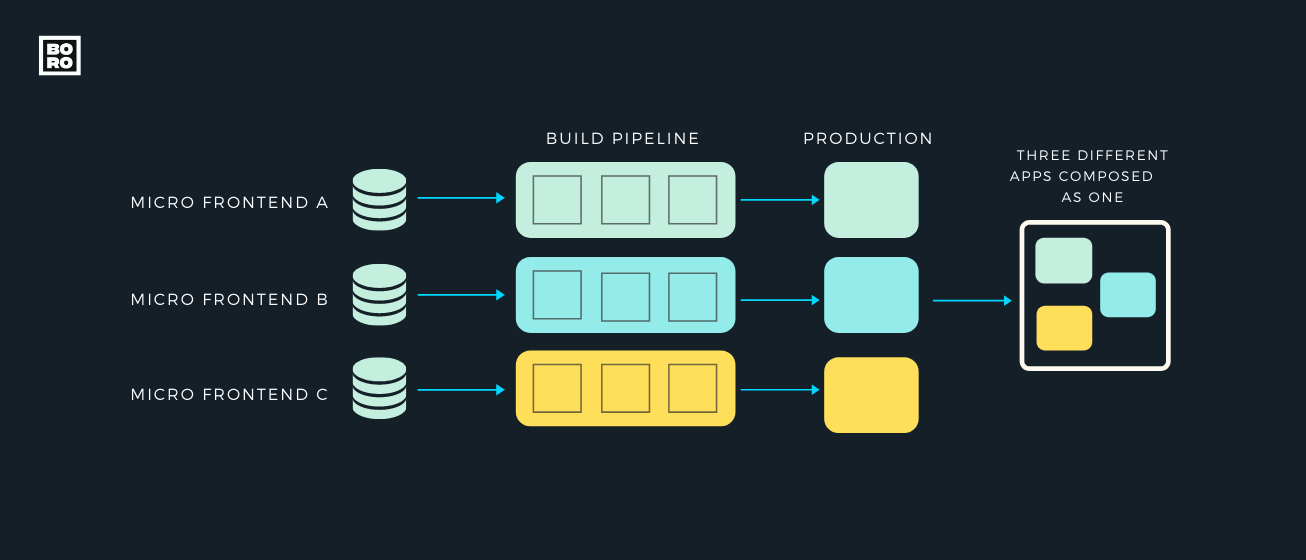 BO
RO
BUILD PIPELINE
PRODUCTION
THREE DIFFERENT
APPS COMPOSED
AS ONE
MICRO FRONTEND A
MICRO FRONTEND B
MICRO FRONTEND C